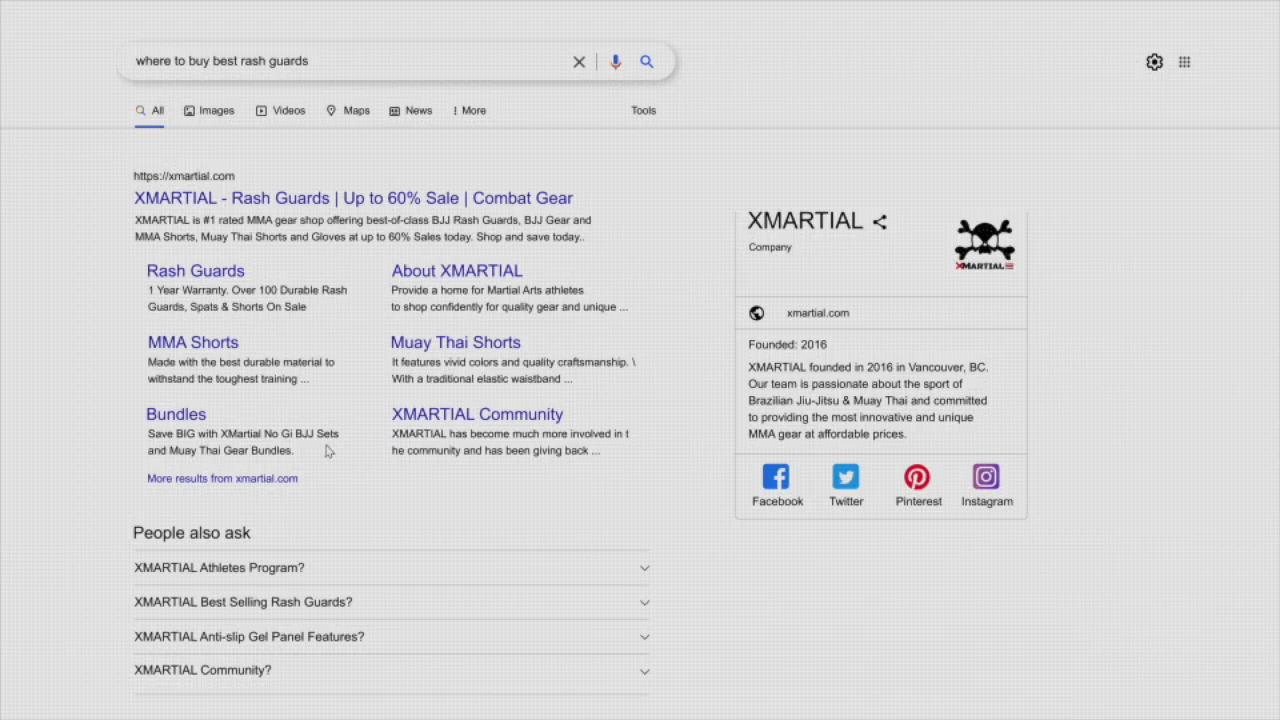 where to buy best rash guards
All
Images
Videos
Maps
News
More
Tools
https://xmartial.com
XMARTIAL - Rash Guards | Up to 60% Sale | Combat Gear
XMARTIAL is #1 rated MMA gear shop offering best-of-class BJJ Rash Guards, BJJ Gear and
MMA Shorts, Muay Thai Shorts and Gloves at up to 60% Sales today. Shop and save today..
Rash Guards
1 Year Warranty. Over 100 Durable Rash
Guards, Spats & Shorts On Sale
About XMARTIAL
Provide a home for Martial Arts athletes
to shop confidently for quality gear and unique ...
MMA Shorts
Made with the best durable material to
withstand the toughest training ...
Muay Thai Shorts
It features vivid colors and quality craftsmanship. \
With a traditional elastic waistband ...
Bundles
Save BIG with XMartial No Gi BJJ Sets
and Muay Thai Gear Bundles.
XMARTIAL Community
XMARTIAL has become much more involved in t
he community and has been giving back ...
More results from xmartial.com
People also ask
XMARTIAL Athletes Program?
XMARTIAL Best Selling Rash Guards?
XMARTIAL Anti-slip Gel Panel Features?
XMARTIAL Community?
XMARTIAL
Company
XMARTIAL
xmartial.com
Founded: 2016
XMARTIAL founded in 2016 in Vancouver, BC.
Our team is passionate about the sport of
Brazilian Jiu-Jitsu & Muay Thai and committed
to providing the most innovative and unique
MMA gear at affordable prices.
Facebook
Twitter
Pinterest
Instagram